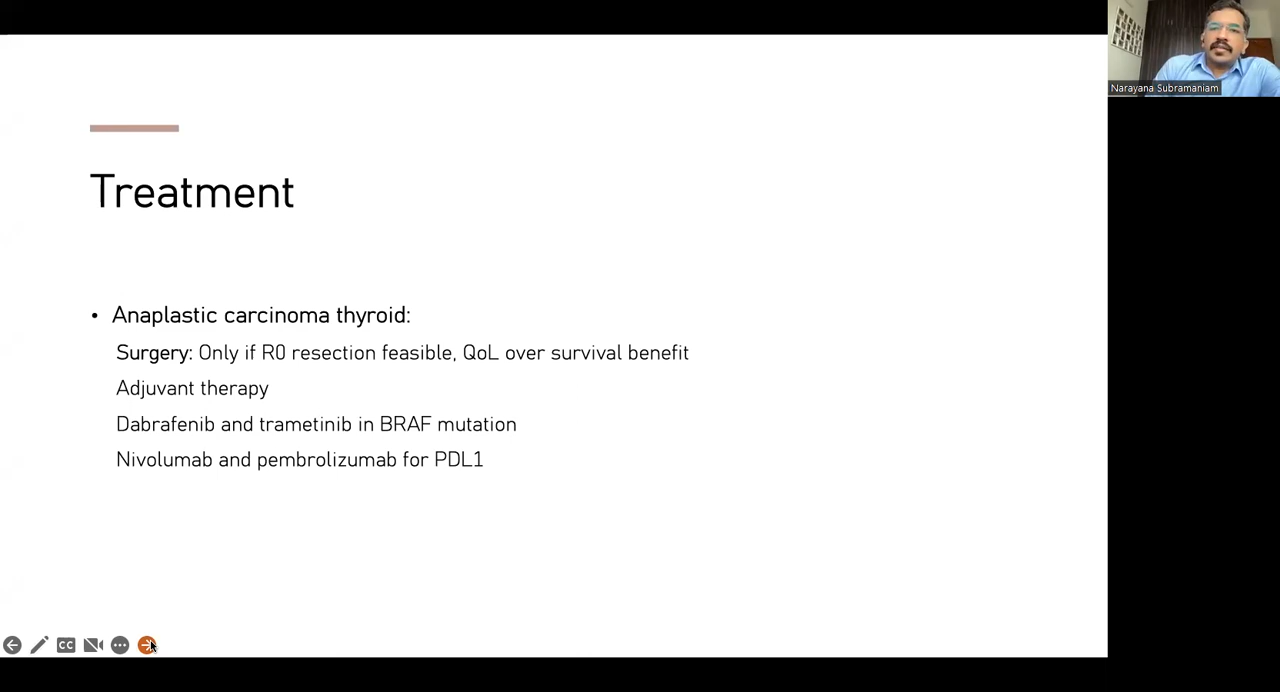 Narayana Subramaniam
Treatment
• Anaplastic carcinoma thyroid:
Surgery: Only if R0 resection feasible, QoL over survival benefit
Adjuvant therapy
Dabrafenib and trametinib in BRAF mutation
Nivolumab and pembrolizumab for PDL1
CC